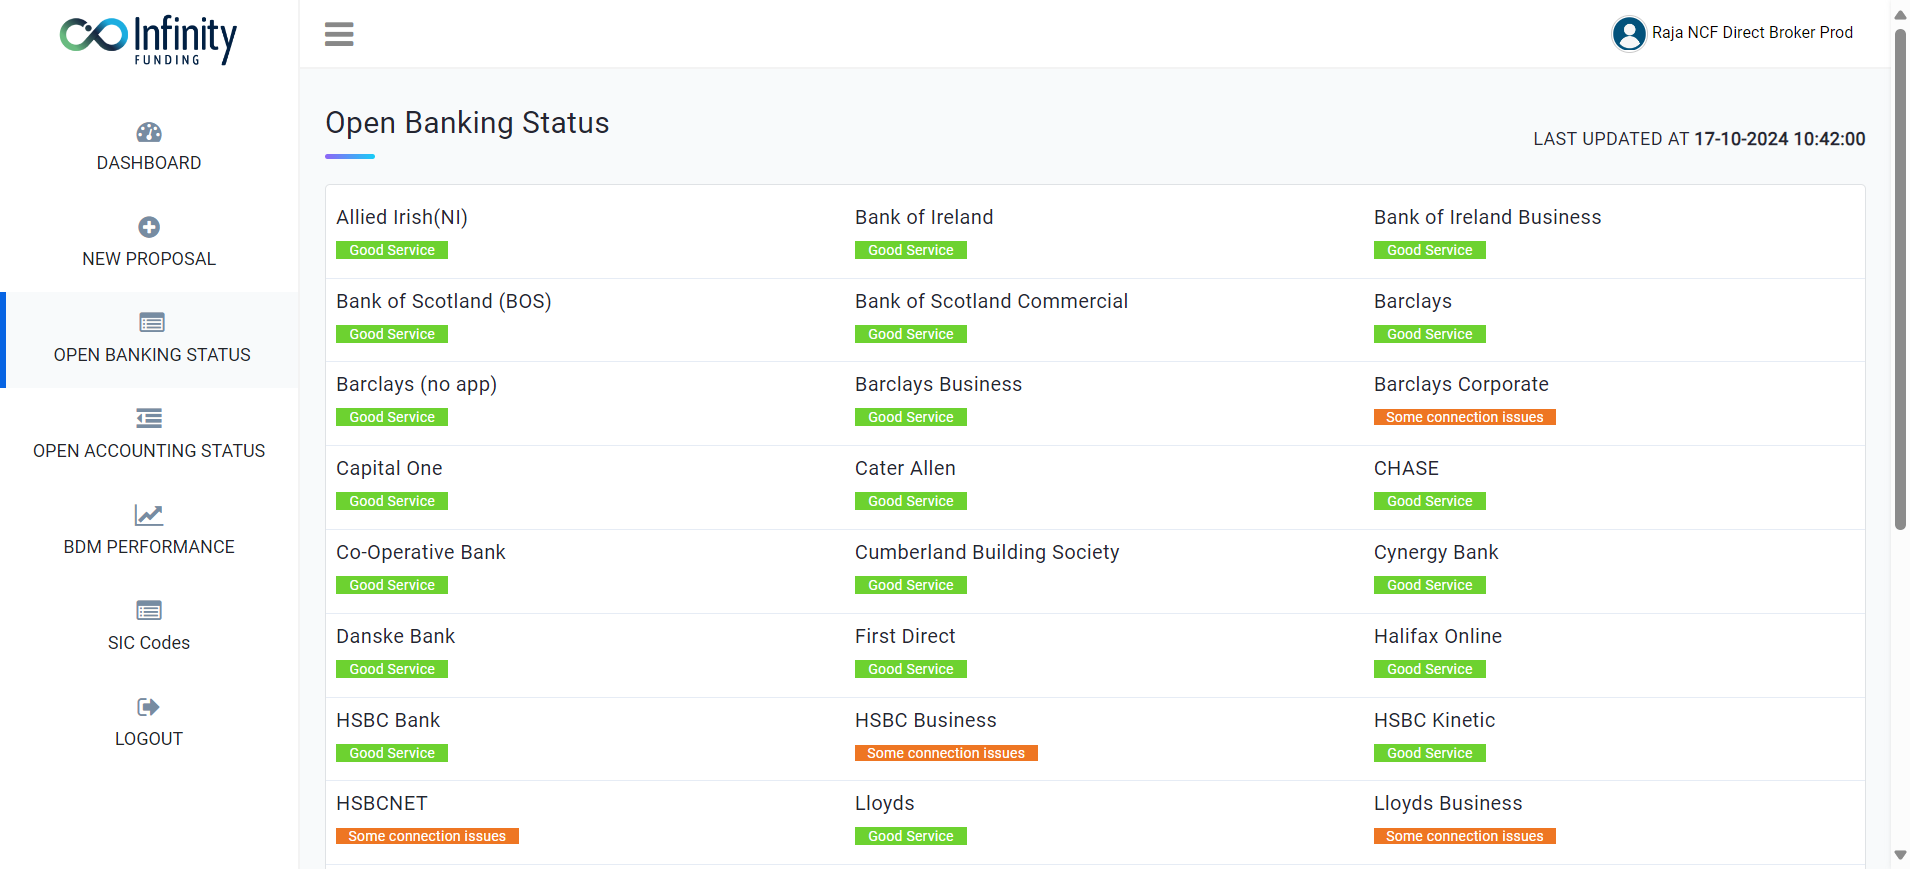 Infinity
FUNDING
Raja NCF Direct Broker Prod
DASHBOARD
NEW PROPOSAL
OPEN BANKING STATUS
OPEN ACCOUNTING STATUS
BDM PERFORMANCE
SIC Codes
LOGOUT
Open Banking Status
LAST UPDATED AT 17-10-2024 10:42:00
Allied Irish(NI)
Good Service
Bank of Ireland
Good Service
Bank of Ireland Business
Good Service
Bank of Scotland (BOS)
Good Service
Bank of Scotland Commercial
Good Service
Barclays
Good Service
Barclays (no app)
Good Service
Barclays Business
Good Service
Barclays Corporate
Some connection issues
Capital One
Good Service
Cater Allen
Good Service
CHASE
Good Service
Co-Operative Bank
Good Service
Cumberland Building Society
Good Service
Cynergy Bank
Good Service
Danske Bank
Good Service
First Direct
Good Service
Halifax Online
Good Service
HSBC Bank
Good Service
HSBC Business
Some connection issues
HSBC Kinetic
Good Service
HSBCNET
Some connection issues
Lloyds
Good Service
Lloyds Business
Some connection issues